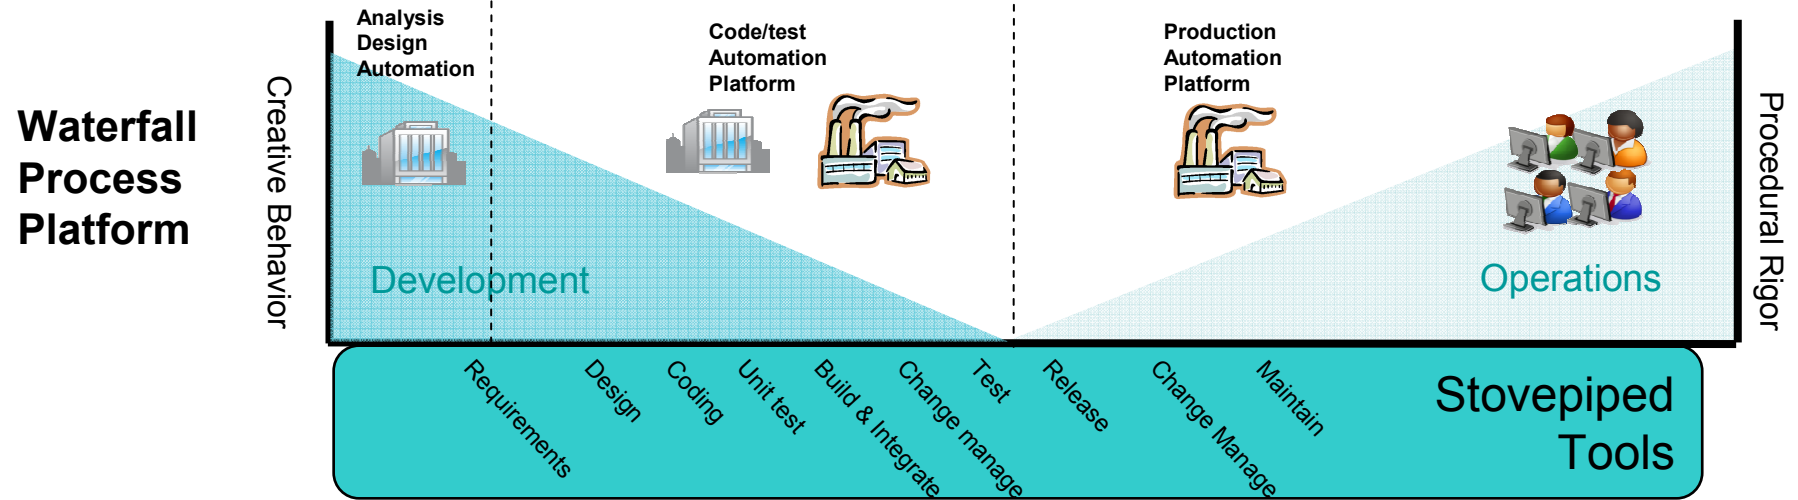 Waterfall
Process
Platform
Creative Behavior
Analysis
Design
Automation
Code/test
Automation
Platform
Production
Automation
Platform
Procedural Rigor
Development
Operations
Requirements
Design
Coding
Unit test
Build & Integrate
Change manage
Test
Release
Change Manage
Maintain
Stovepiped
Tools